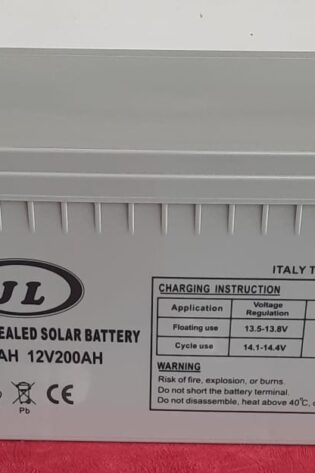 JL
ITALY T
EALED SOLAR BATTERY
AH 12V200AH
CHARGING INSTRUCTION
Application Voltage Regulation
Floating use 13.5-13.8V
Cycle use 14.1-14.4V
WARNING
Risk of fire, explosion, or burns.
Do not short the battery terminal.
Do not disassemble, heat above 40℃, o
Pb
CE